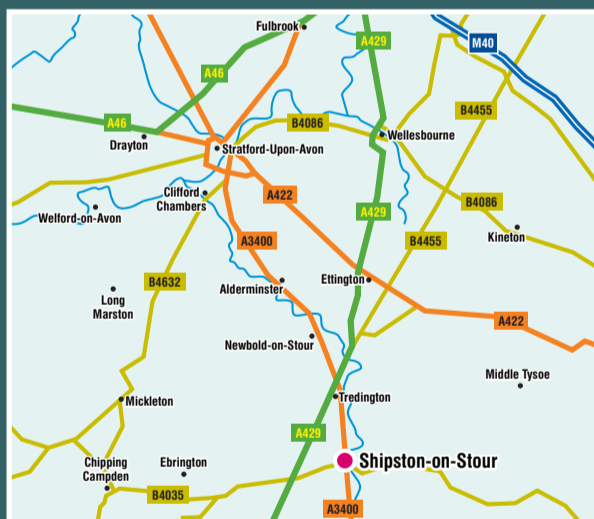 Fulbrook
A429
M40
A46
B4455
A46
B4086
Drayton
Wellesbourne
Stratford-Upon-Avon
Clifford
Chambers
A422
Welford-on-Avon
A429
B4086
A3400
B4455
Kineton
B4632
Alderminster
Ettington
Long
Marston
A422
Newbold-on-Stour
Middle Tysoe
Mickleton
Tredington
A429
Chipping
Campden
Ebrington
Shipston-on-Stour
B4035
A3400